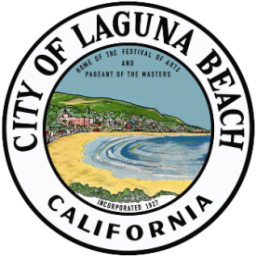 CITY OF LAGUNA BEACH
HOME OF THE FESTIVAL OF ARTS
AND
PAGEANT OF THE MASTERS
INCORPORATED 1927
CALIFORNIA